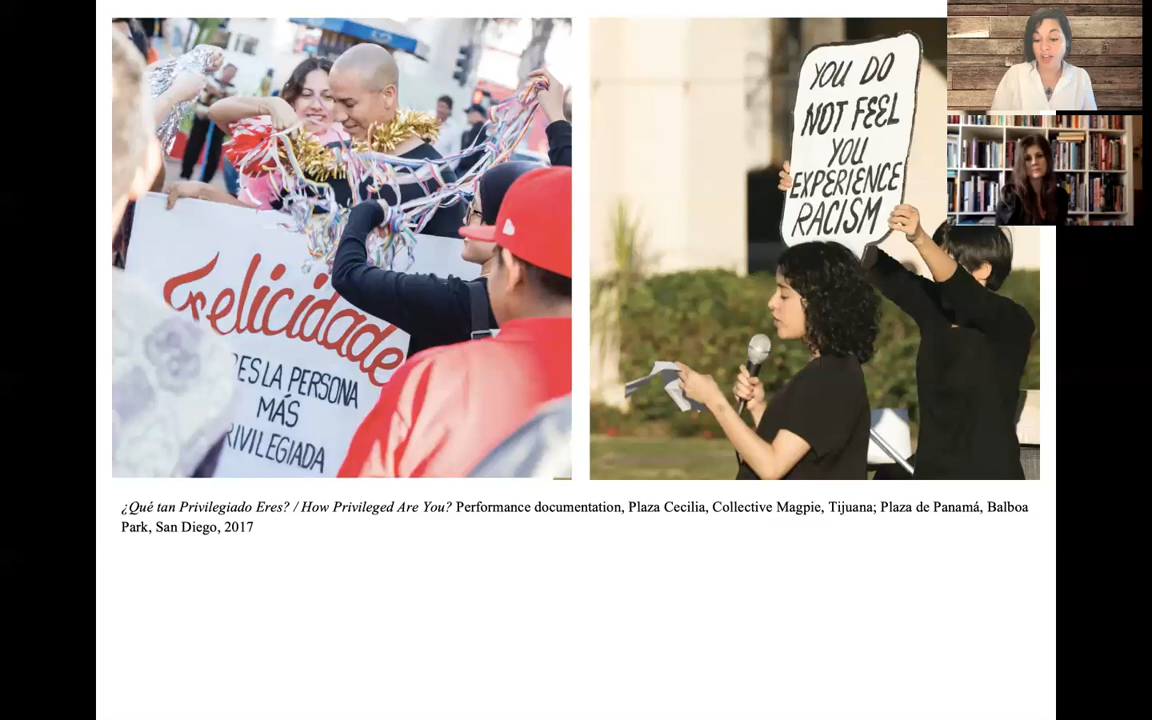 Felicidade
ES LA PERSONA
MÁS
RIVILEGIADA
YOU DO
NOT FEEL
YOU
EXPERIENCE
RACISM
¿Qué tan Privilegiado Eres? / How Privileged Are You? Performance documentation, Plaza Cecilia, Collective Magpie, Tijuana; Plaza de Panamá, Balboa
Park, San Diego, 2017